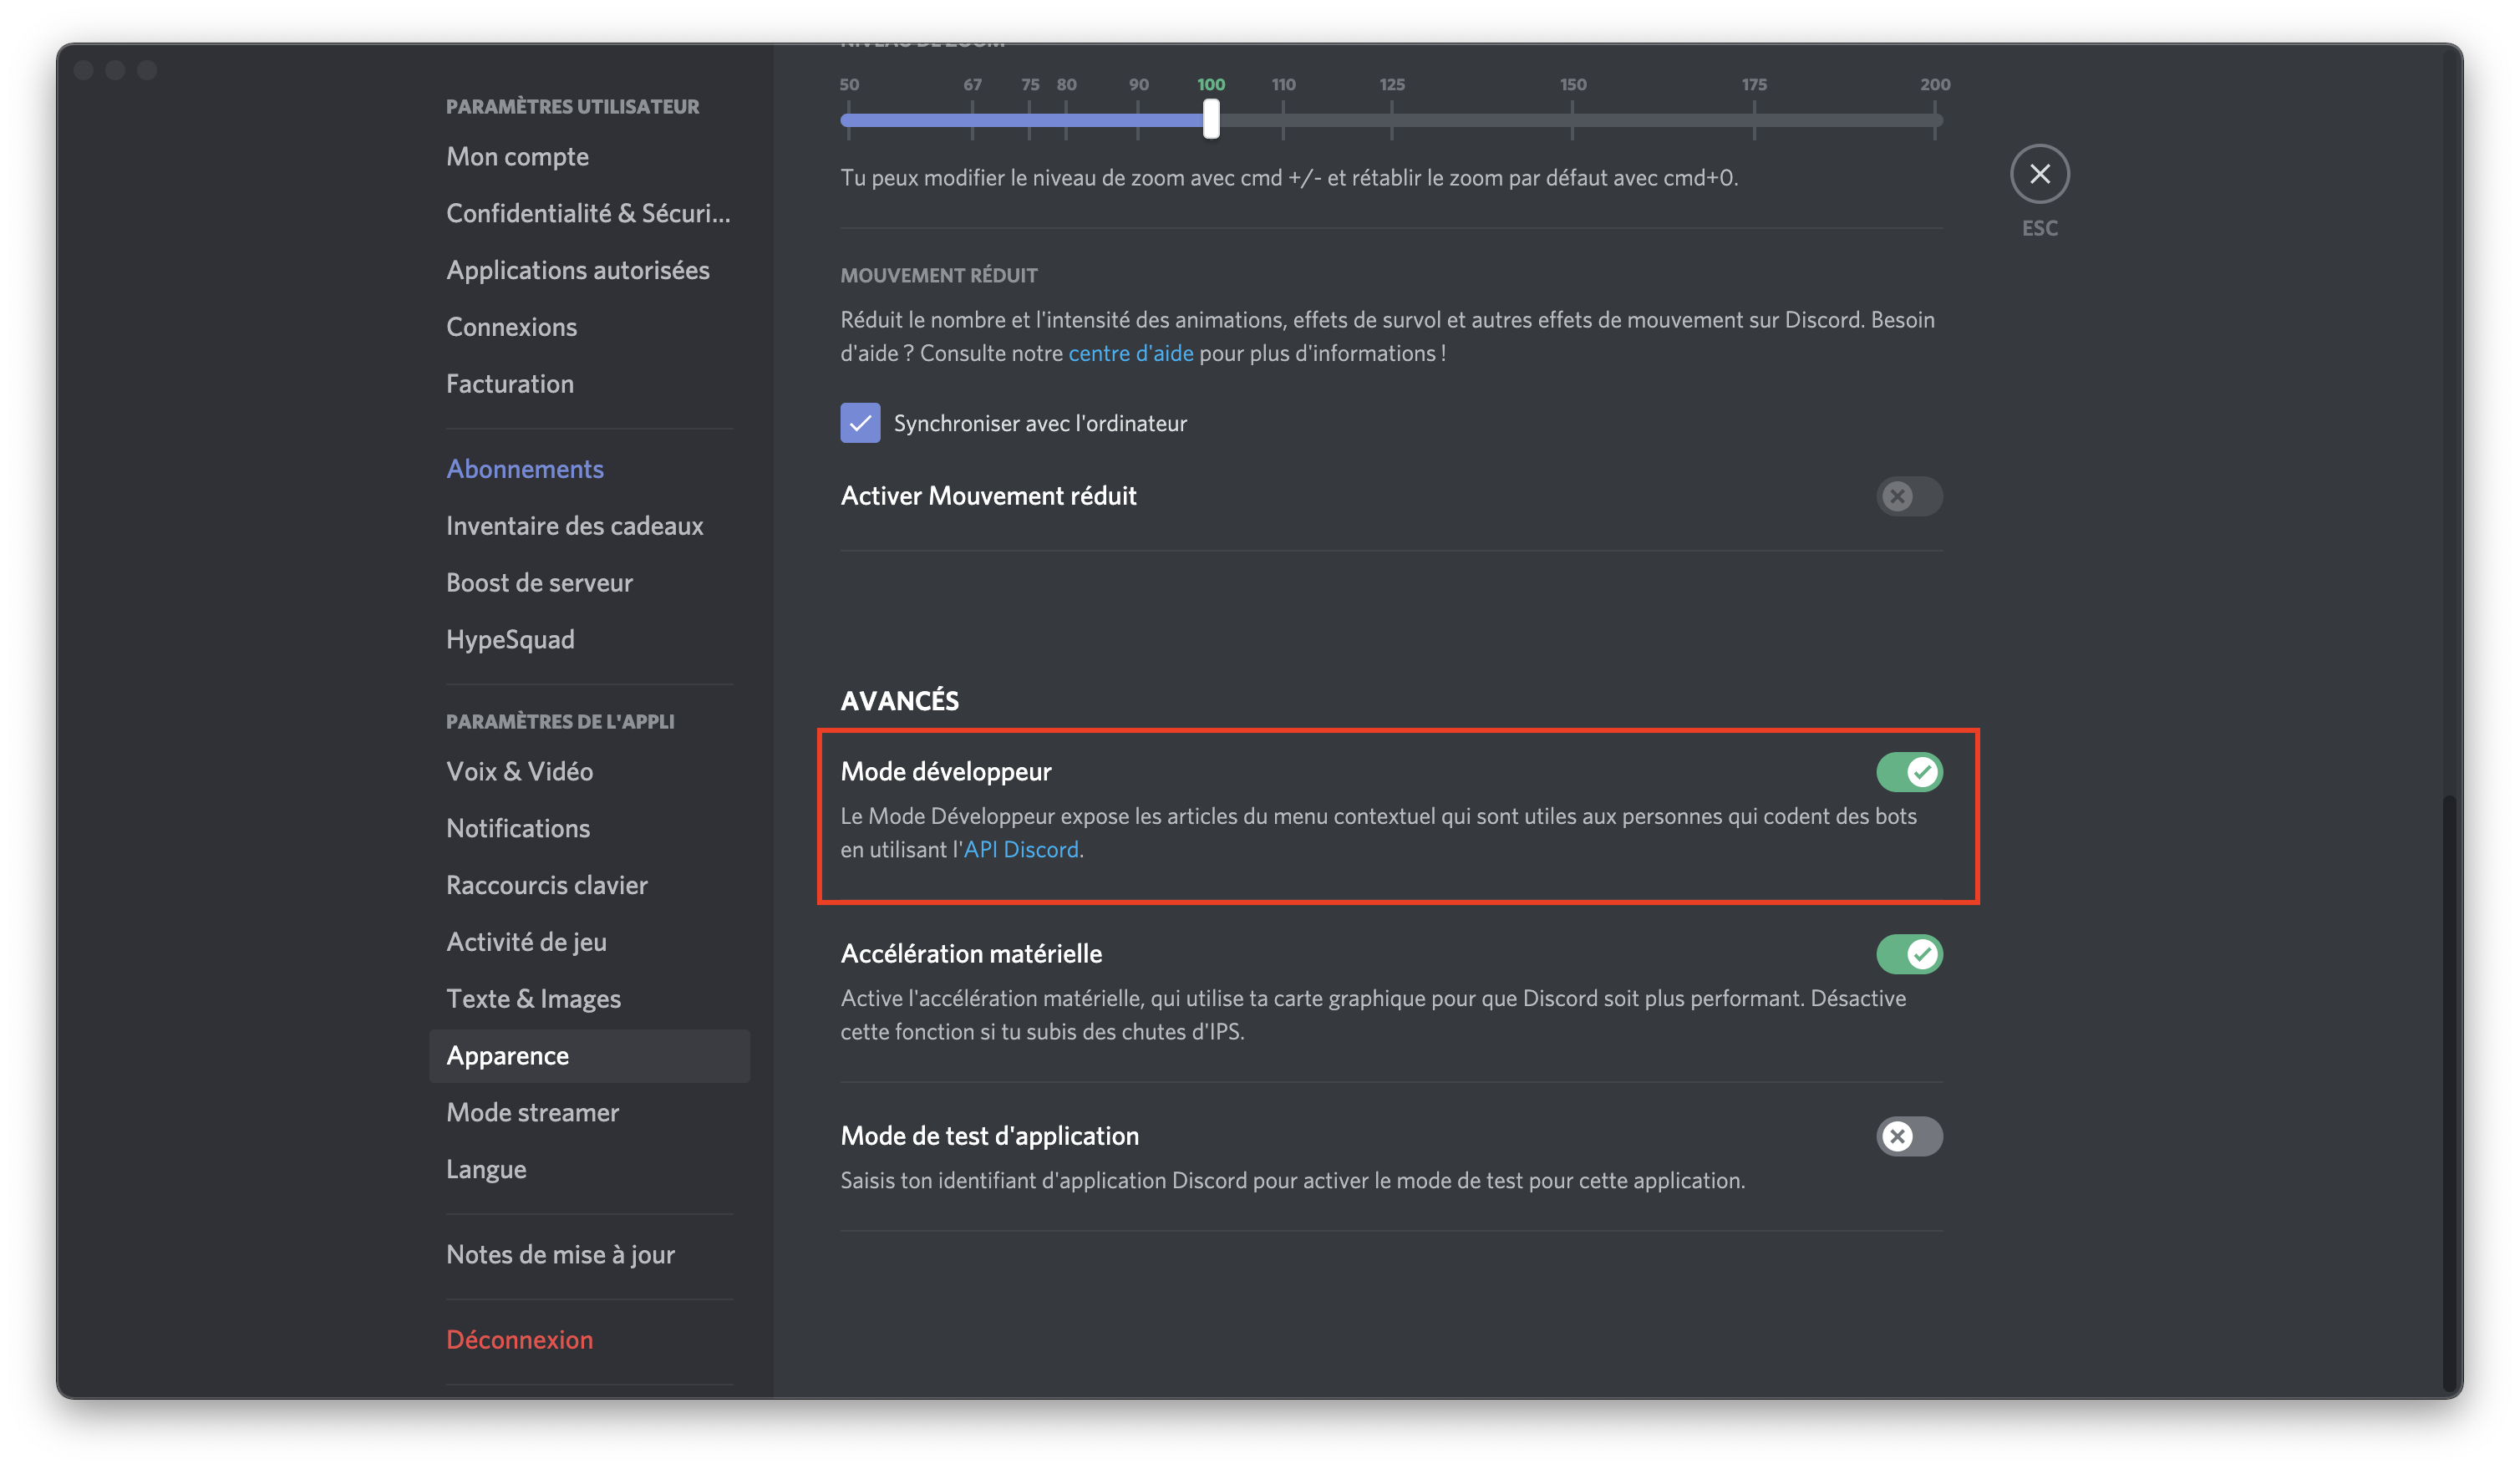 PARAMÈTRES UTILISATEUR
Mon compte
Confidentialité & Sécuri...
Applications autorisées
Connexions
Facturation
Abonnements
Inventaire des cadeaux
Boost de serveur
HypeSquad
PARAMÈTRES DE L'APPLI
Voix & Vidéo
Notifications
Raccourcis clavier
Activité de jeu
Texte & Images
Apparence
Mode streamer
Langue
Notes de mise à jour
Déconnexion
NIVEAU DE ZOOM
50 67 75 80 90 100 110 125 150 175 200
Tu peux modifier le niveau de zoom avec cmd +/- et rétablir le zoom par défaut avec cmd+0.
MOUVEMENT RÉDUIT
Réduit le nombre et l'intensité des animations, effets de survol et autres effets de mouvement sur Discord. Besoin
d'aide ? Consulte notre centre d'aide pour plus d'informations !
Synchroniser avec l'ordinateur
Activer Mouvement réduit
AVANCÉS
Mode développeur
Le Mode Développeur expose les articles du menu contextuel qui sont utiles aux personnes qui codent des bots
en utilisant l'API Discord.
Accélération matérielle
Active l'accélération matérielle, qui utilise ta carte graphique pour que Discord soit plus performant. Désactive
cette fonction si tu subis des chutes d'IPS.
Mode de test d'application
Saisis ton identifiant d'application Discord pour activer le mode de test pour cette application.
ESC